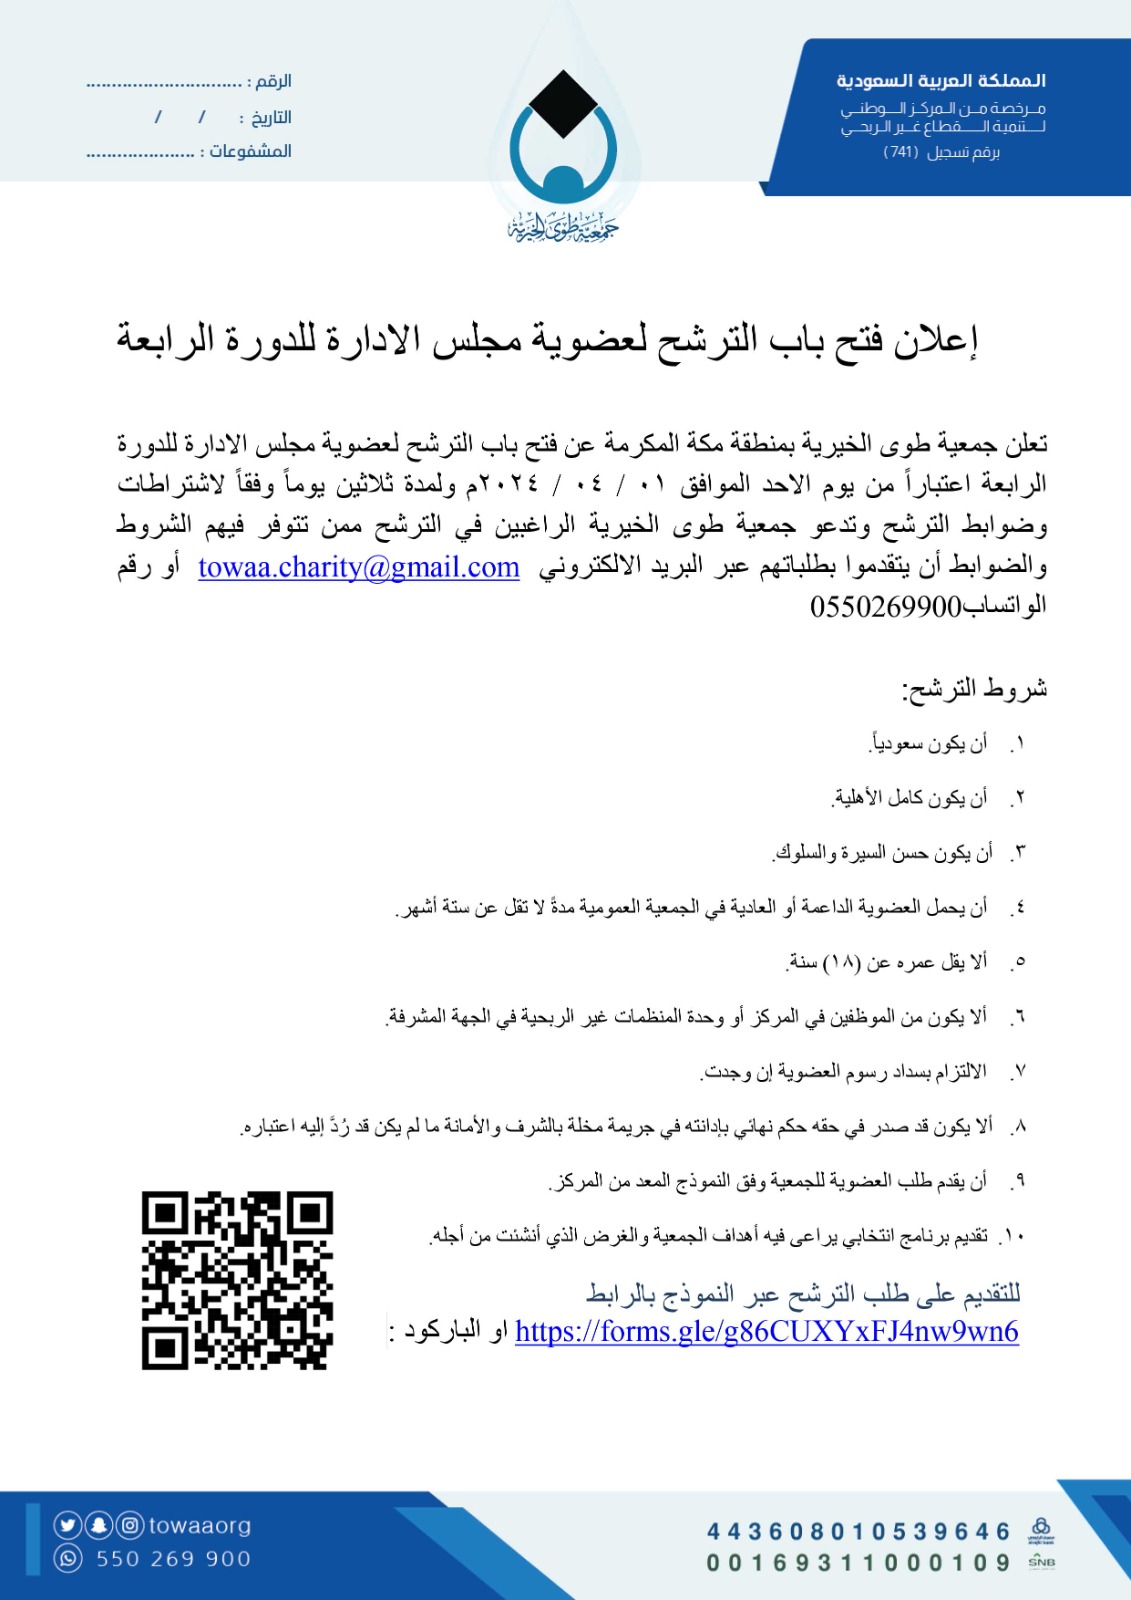 المملكة العربية السعودية
مرخصة من المركز الوطني
لتنمية القطاع غير الربحي
برقم تسجيل (741)
الرقم : ..............................
التاريخ : / /
المشفوعات : .....................
جمعية طوى الخيرية
إعلان فتح باب الترشح لعضوية مجلس الادارة للدورة الرابعة
تعلن جمعية طوى الخيرية بمنطقة مكة المكرمة عن فتح باب الترشح لعضوية مجلس الادارة للدورة
الرابعة اعتباراً من يوم الاحد الموافق ٠١ / ٠٤ / ٢٠٢٤م ولمدة ثلاثين يوماً وفقاً لاشتراطات
وضوابط الترشح وتدعو جمعية طوى الخيرية الراغبين في الترشح ممن تتوفر فيهم الشروط
والضوابط أن يتقدموا بطلباتهم عبر البريد الالكتروني towaa.charity@gmail.com أو رقم
الواتساب0550269900
شروط الترشح:
١. أن يكون سعودياً.
٢. أن يكون كامل الأهلية.
٣. أن يكون حسن السيرة والسلوك.
٤. أن يحمل العضوية الداعمة أو العادية في الجمعية العمومية مدةً لا تقل عن ستة أشهر.
٥. ألا يقل عمره عن (١٨) سنة.
٦. ألا يكون من الموظفين في المركز أو وحدة المنظمات غير الربحية في الجهة المشرفة.
٧. الالتزام بسداد رسوم العضوية إن وجدت.
٨. ألا يكون قد صدر في حقه حكم نهائي بإدانته في جريمة مخلة بالشرف والأمانة ما لم يكن قد رُدَّ إليه اعتباره.
٩. أن يقدم طلب العضوية للجمعية وفق النموذج المعد من المركز.
١٠. تقديم برنامج انتخابي يراعى فيه أهداف الجمعية والغرض الذي أنشئت من أجله.
للتقديم على طلب الترشح عبر النموذج بالرابط
https://forms.gle/g86CUXYxFJ4nw9wn6 او الباركود :
towaaorg
550 269 900
443608010539646
00169311000109
SNB